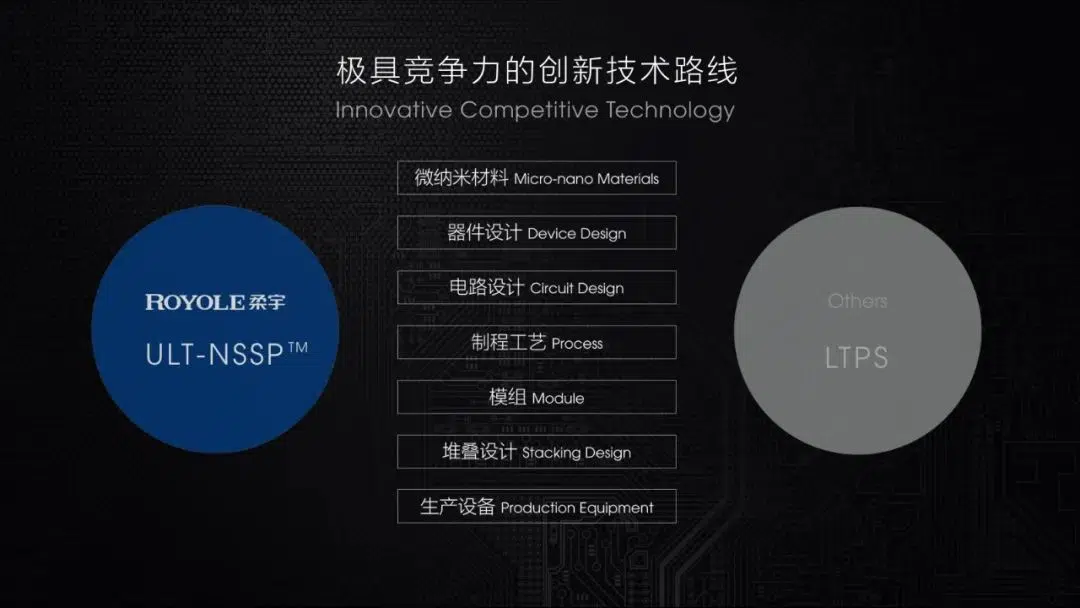 极具竞争力的创新技术路线
Innovative Competitive Technology
微纳米材料 Micro-nano Materials
器件设计 Device Design
电路设计 Circuit Design
制程工艺 Process
模组 Module
堆叠设计 Stacking Design
生产设备 Production Equipment
ROYOLE 柔宇
ULT-NSSP™
Others
LTPS